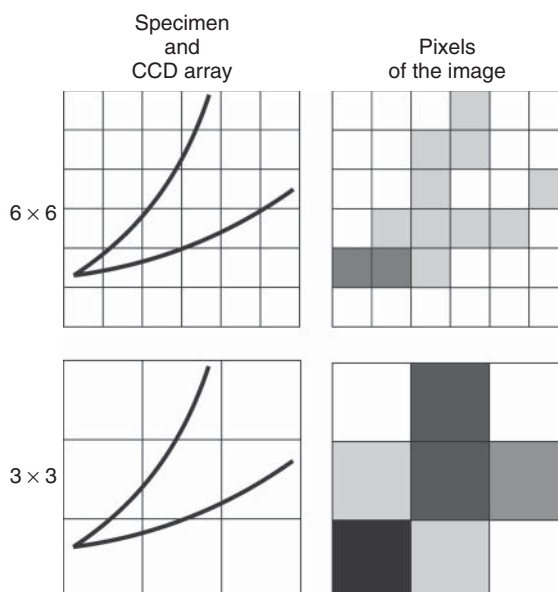 Specimen
and
CCD array
Pixels
of the image
6 × 6
3 × 3